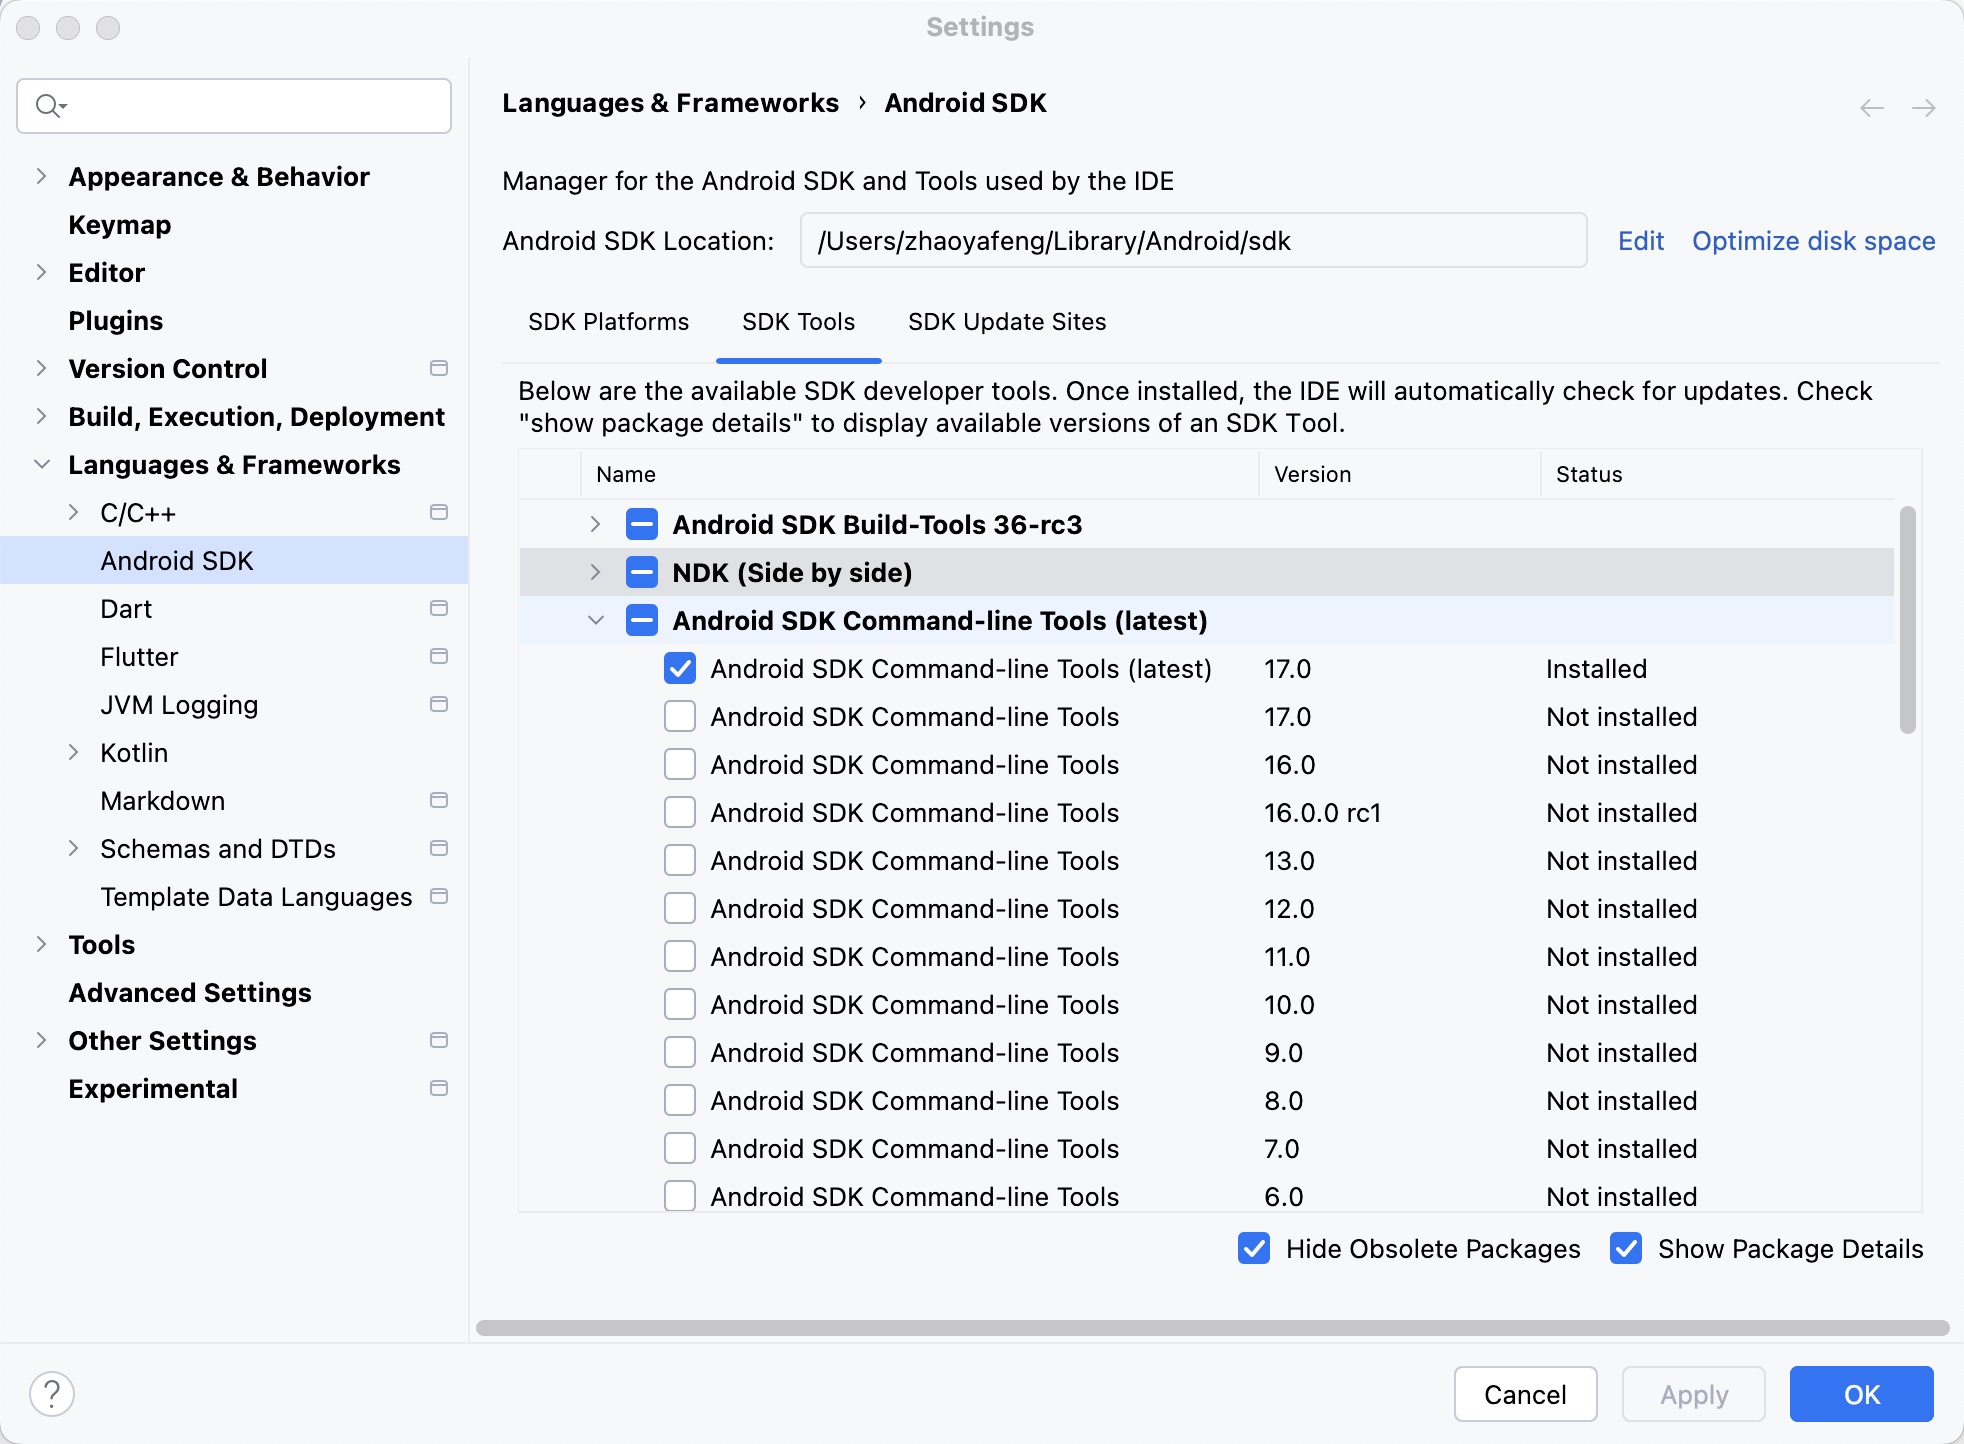 Settings
Appearance & Behavior
Keymap
Editor
Plugins
Version Control
Build, Execution, Deployment
Languages & Frameworks
C/C++
Android SDK
Dart
Flutter
JVM Logging
Kotlin
Markdown
Schemas and DTDs
Template Data Languages
Tools
Advanced Settings
Other Settings
Experimental
Languages & Frameworks › Android SDK
Manager for the Android SDK and Tools used by the IDE
Android SDK Location: /Users/zhaoyafeng/Library/Android/sdk Edit Optimize disk space
SDK Platforms SDK Tools SDK Update Sites
Below are the available SDK developer tools. Once installed, the IDE will automatically check for updates. Check
"show package details" to display available versions of an SDK Tool.
Name Version Status
Android SDK Build-Tools 36-rc3
NDK (Side by side)
Android SDK Command-line Tools (latest)
Android SDK Command-line Tools (latest) 17.0 Installed
Android SDK Command-line Tools 17.0 Not installed
Android SDK Command-line Tools 16.0 Not installed
Android SDK Command-line Tools 16.0.0 rc1 Not installed
Android SDK Command-line Tools 13.0 Not installed
Android SDK Command-line Tools 12.0 Not installed
Android SDK Command-line Tools 11.0 Not installed
Android SDK Command-line Tools 10.0 Not installed
Android SDK Command-line Tools 9.0 Not installed
Android SDK Command-line Tools 8.0 Not installed
Android SDK Command-line Tools 7.0 Not installed
Android SDK Command-line Tools 6.0 Not installed
Hide Obsolete Packages Show Package Details
? Cancel Apply OK